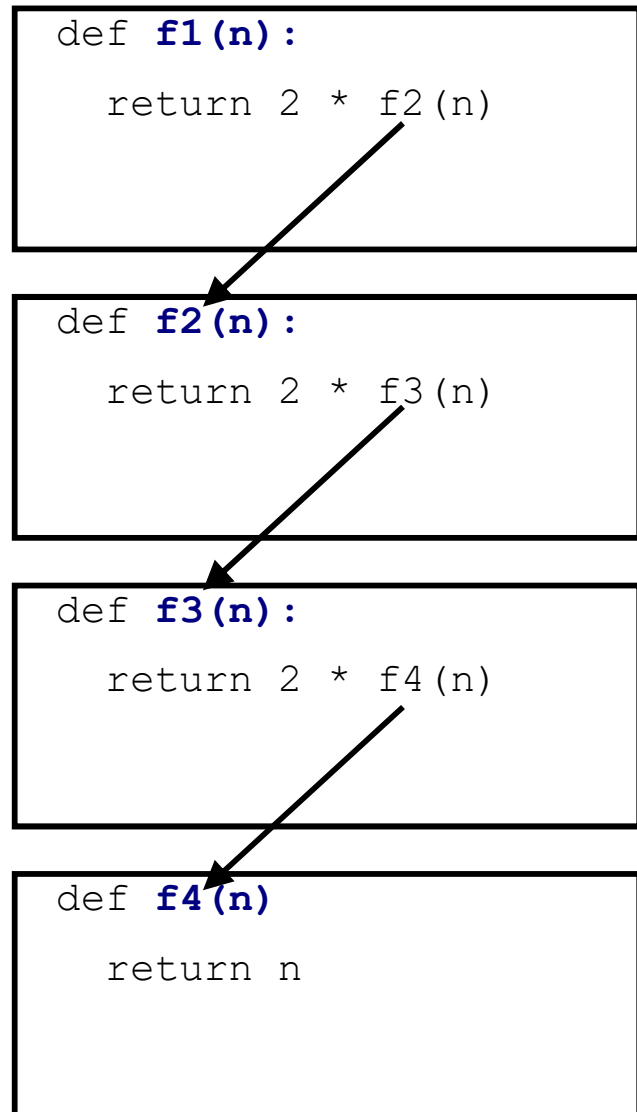 def f1(n):
return 2 * f2(n)
def f2(n):
return 2 * f3(n)
def f3(n):
return 2 * f4(n)
def f4(n)
return n